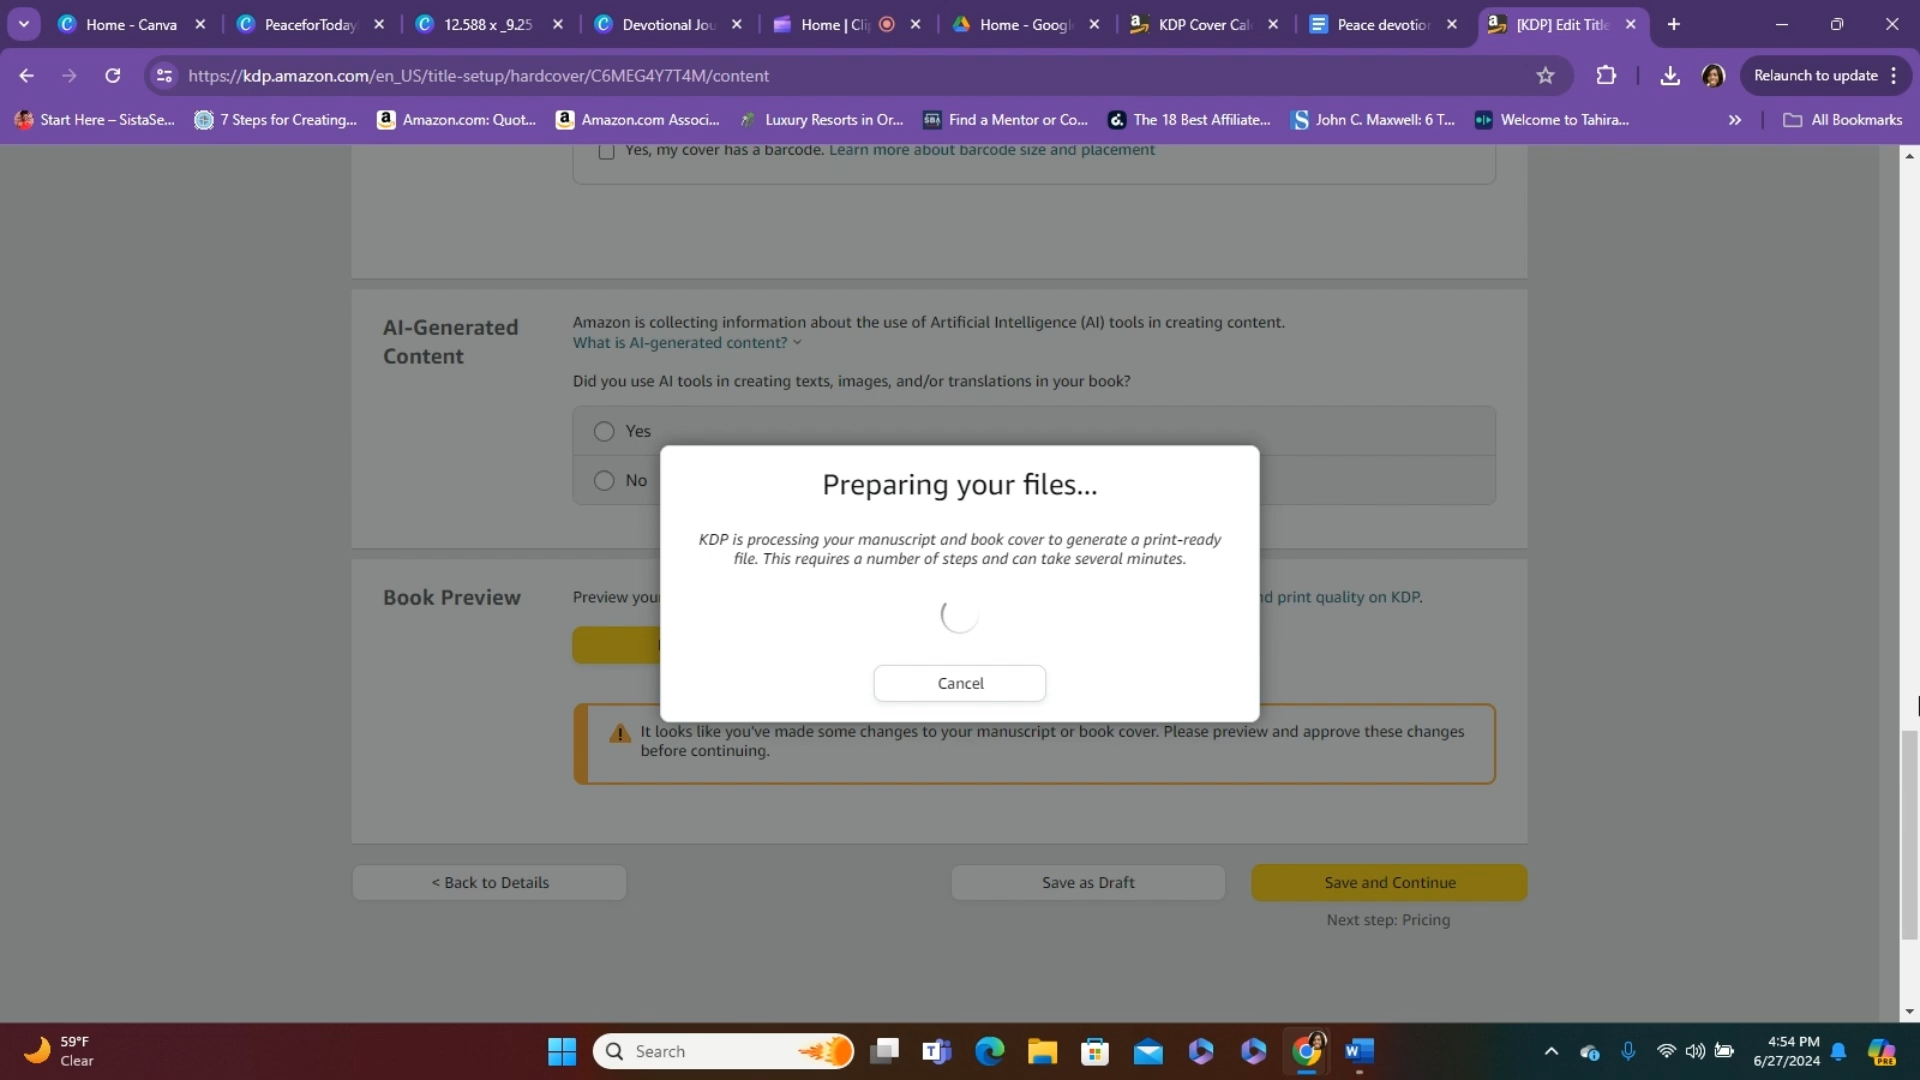 Home - Canva
PeaceforToday
12.588 x _9.25
Devotional Jou
Home | Cli
Home - Googl
KDP Cover Cal
Peace devotion
[KDP] Edit Title
https://kdp.amazon.com/en_US/title-setup/hardcover/C6MEG4Y7T4M/content
Relaunch to update
Start Here – SistaSe...
7 Steps for Creating...
Amazon.com: Quot...
Amazon.com Associ...
Luxury Resorts in Or...
Find a Mentor or Co...
The 18 Best Affiliate...
John C. Maxwell: 6 T...
Welcome to Tahira...
All Bookmarks
Yes, my cover has a barcode. Learn more about barcode size and placement
AI-Generated
Content
Amazon is collecting information about the use of Artificial Intelligence (AI) tools in creating content.
What is AI-generated content?
Did you use AI tools in creating texts, images, and/or translations in your book?
Yes
No
Preparing your files...
KDP is processing your manuscript and book cover to generate a print-ready
file. This requires a number of steps and can take several minutes.
Cancel
Book Preview
Preview you
nd print quality on KDP.
It looks like you've made some changes to your manuscript or book cover. Please preview and approve these changes
before continuing.
< Back to Details
Save as Draft
Save and Continue
Next step: Pricing
59°F
Clear
Search
4:54 PM
6/27/2024
PRE